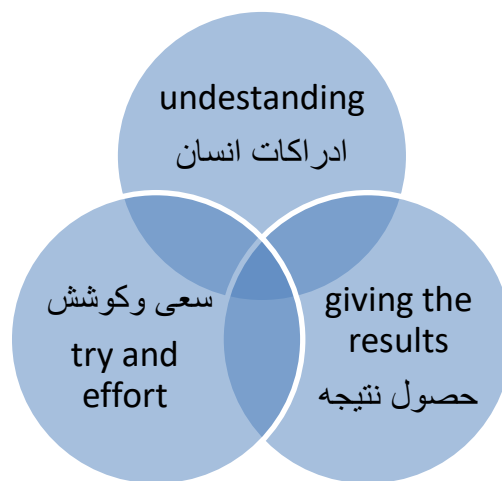 undestanding
ادراکات انسان
سعی وکوشش
try and
effort
giving the
results
حصول نتیجه